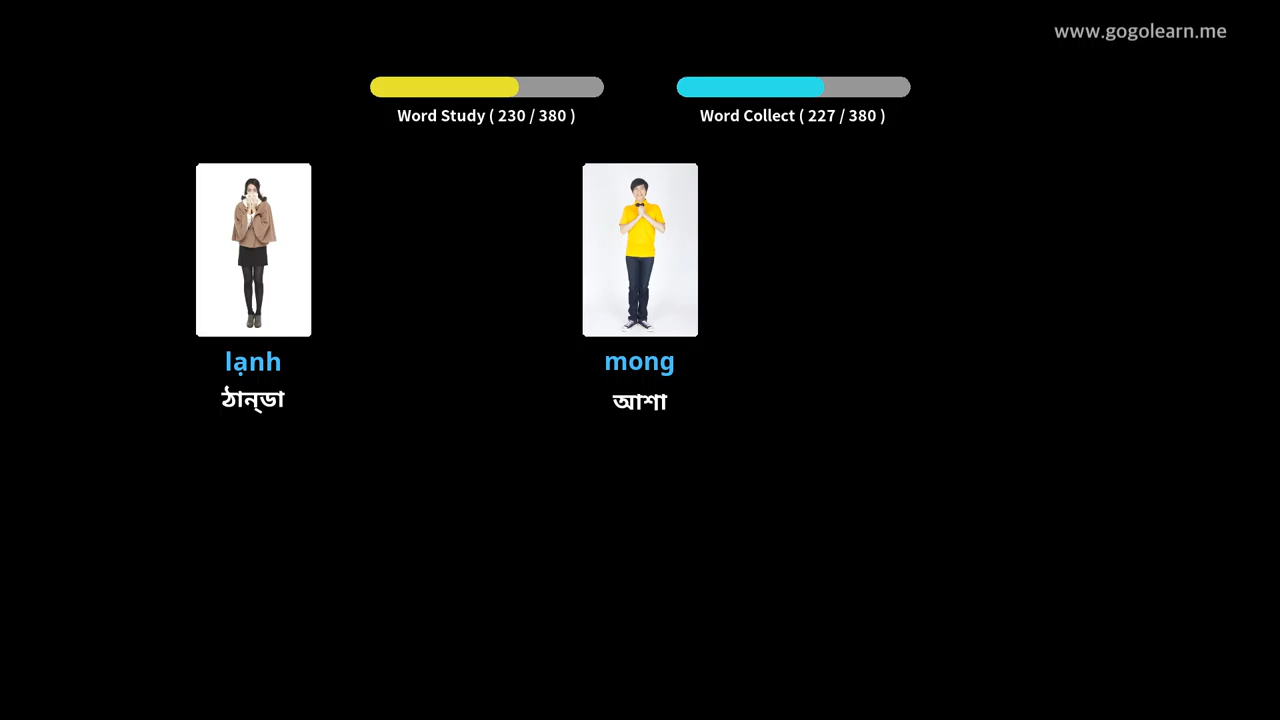 www.gogolearn.me
Word Study ( 230 / 380 )
Word Collect ( 227 / 380 )
lạnh
mong
ঠান্‌ডা
আশা